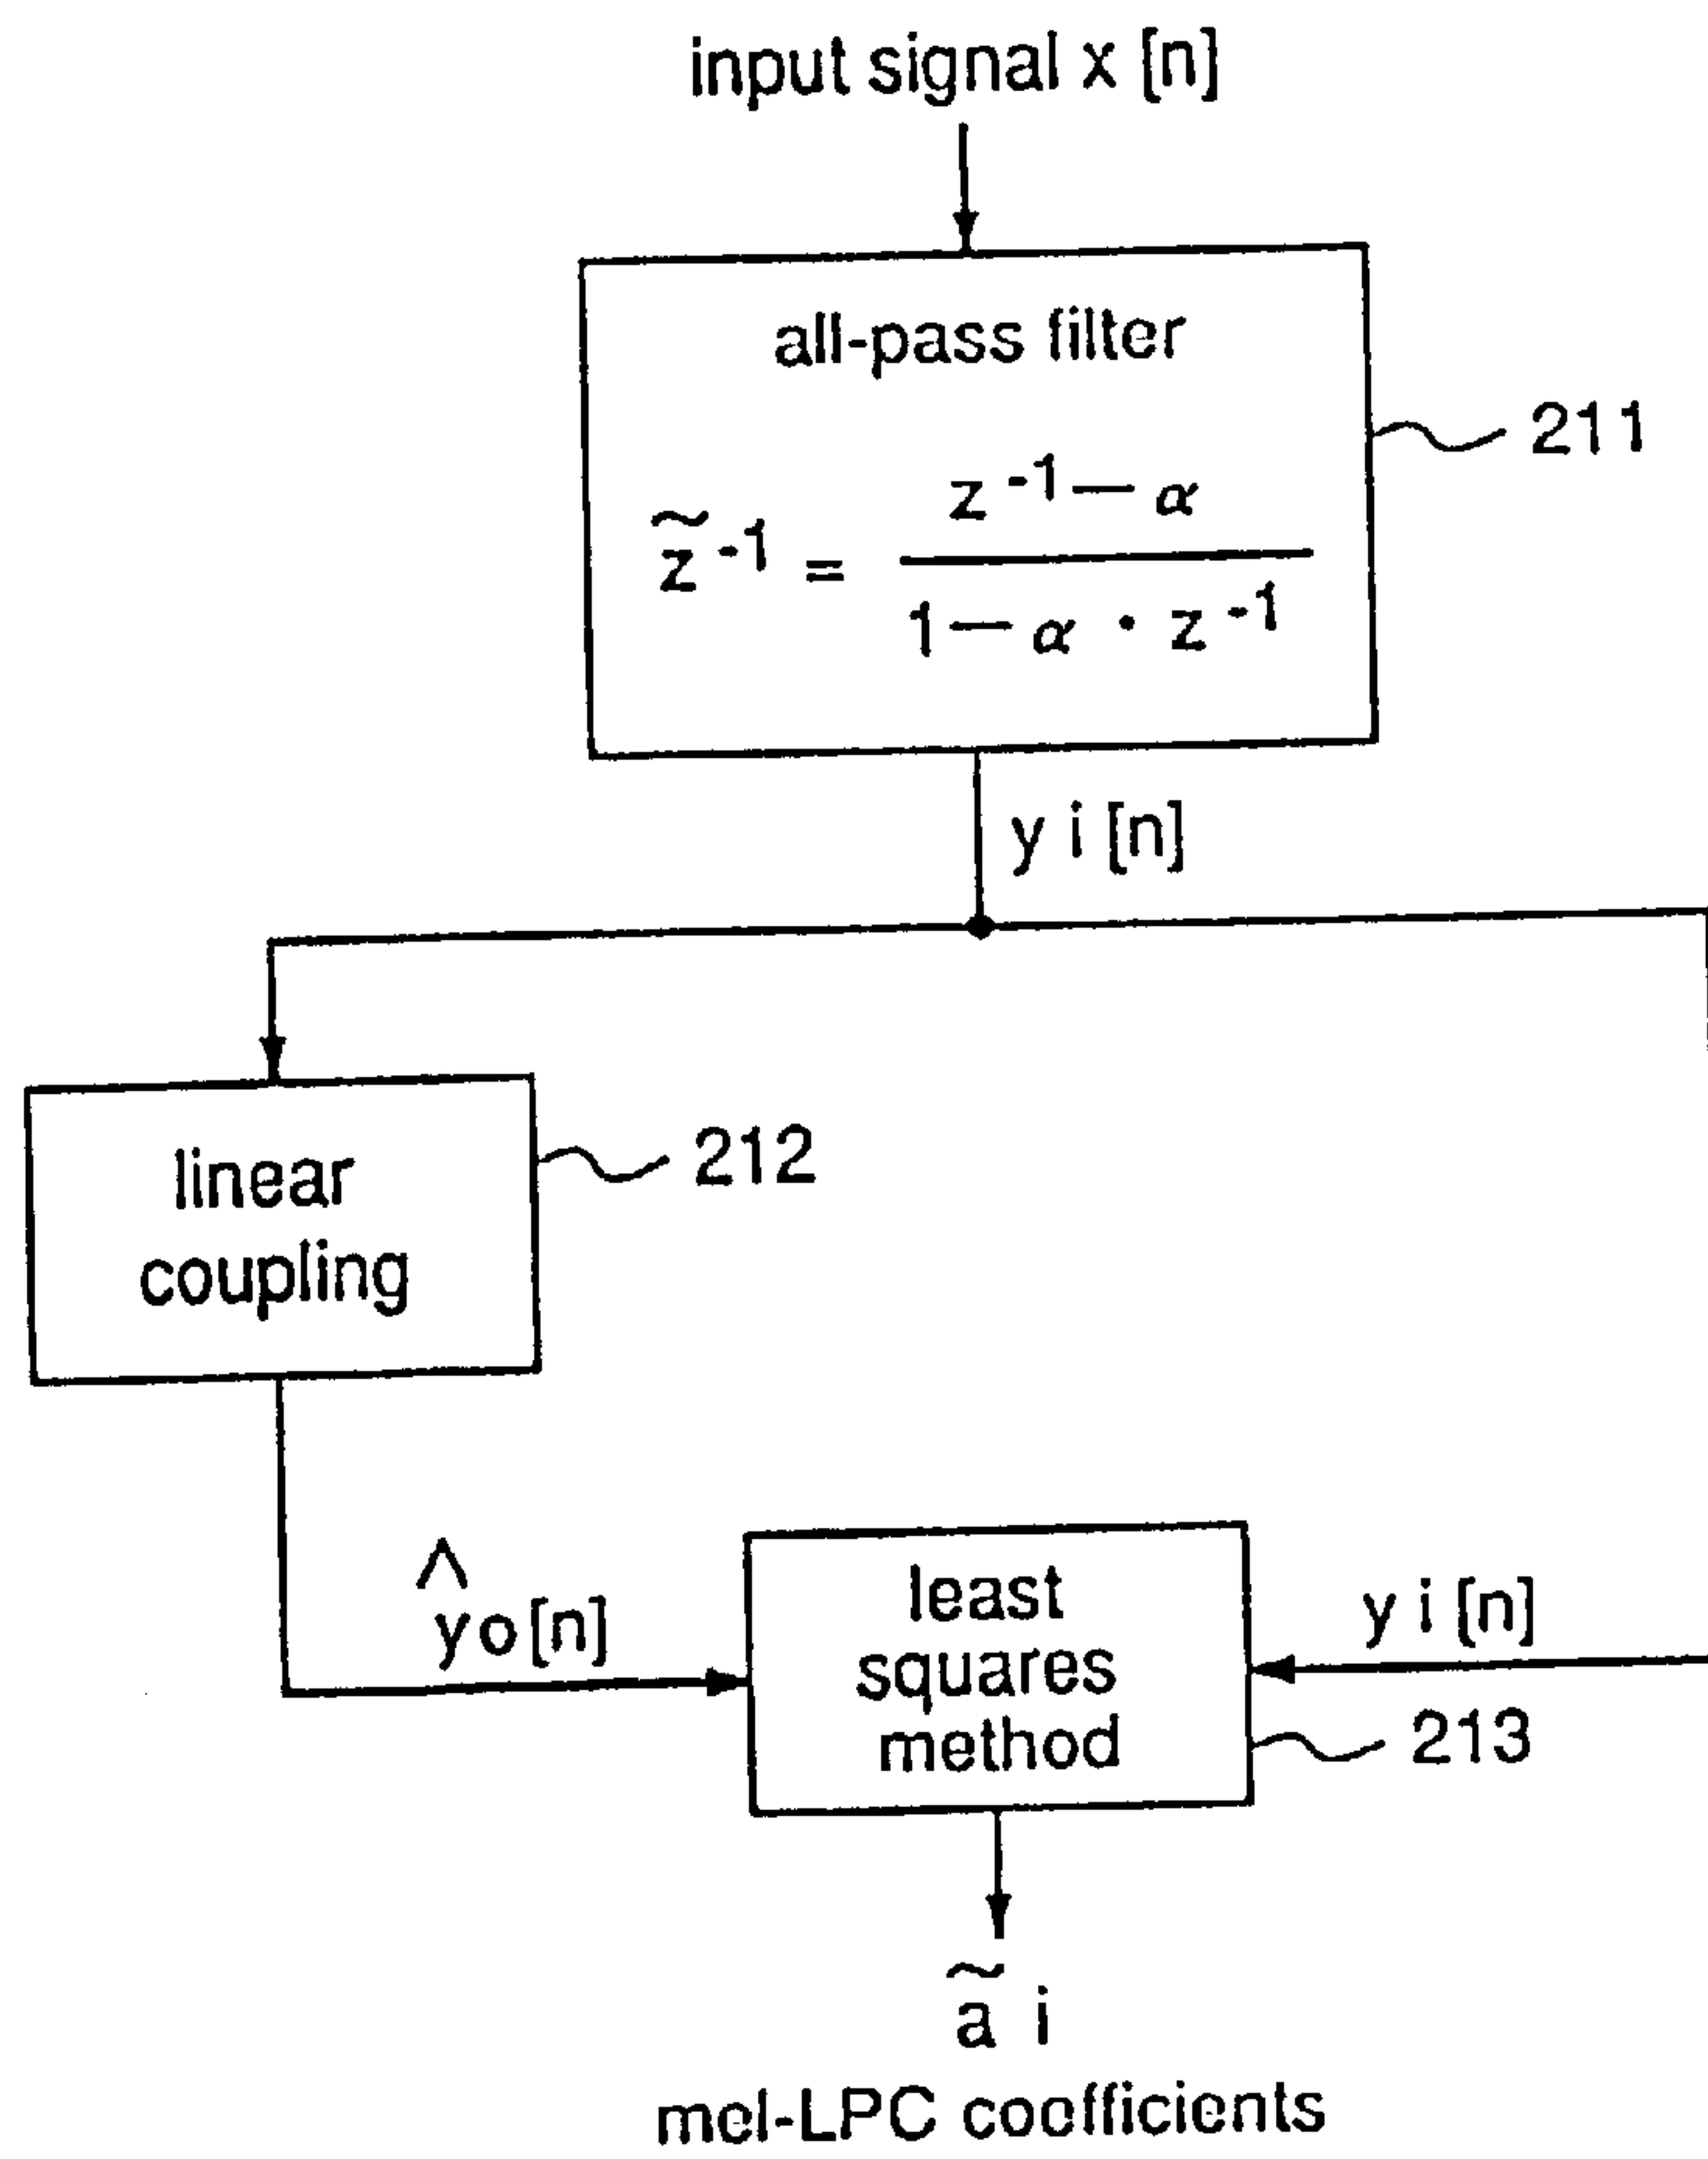 input signal x [n]
all-pass filter
211
z̃ ⁻¹ = (z ⁻¹ — α) / (1 — α · z ⁻¹)
y i [n]
linear
coupling
212
ŷo[n]
least
squares
method
y i [n]
213
ã i
mel-LPC coefficients